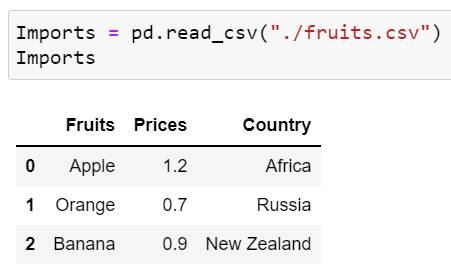 Imports = pd.read_csv("./fruits.csv")
Imports
Fruits Prices Country
0 Apple 1.2 Africa
1 Orange 0.7 Russia
2 Banana 0.9 New Zealand